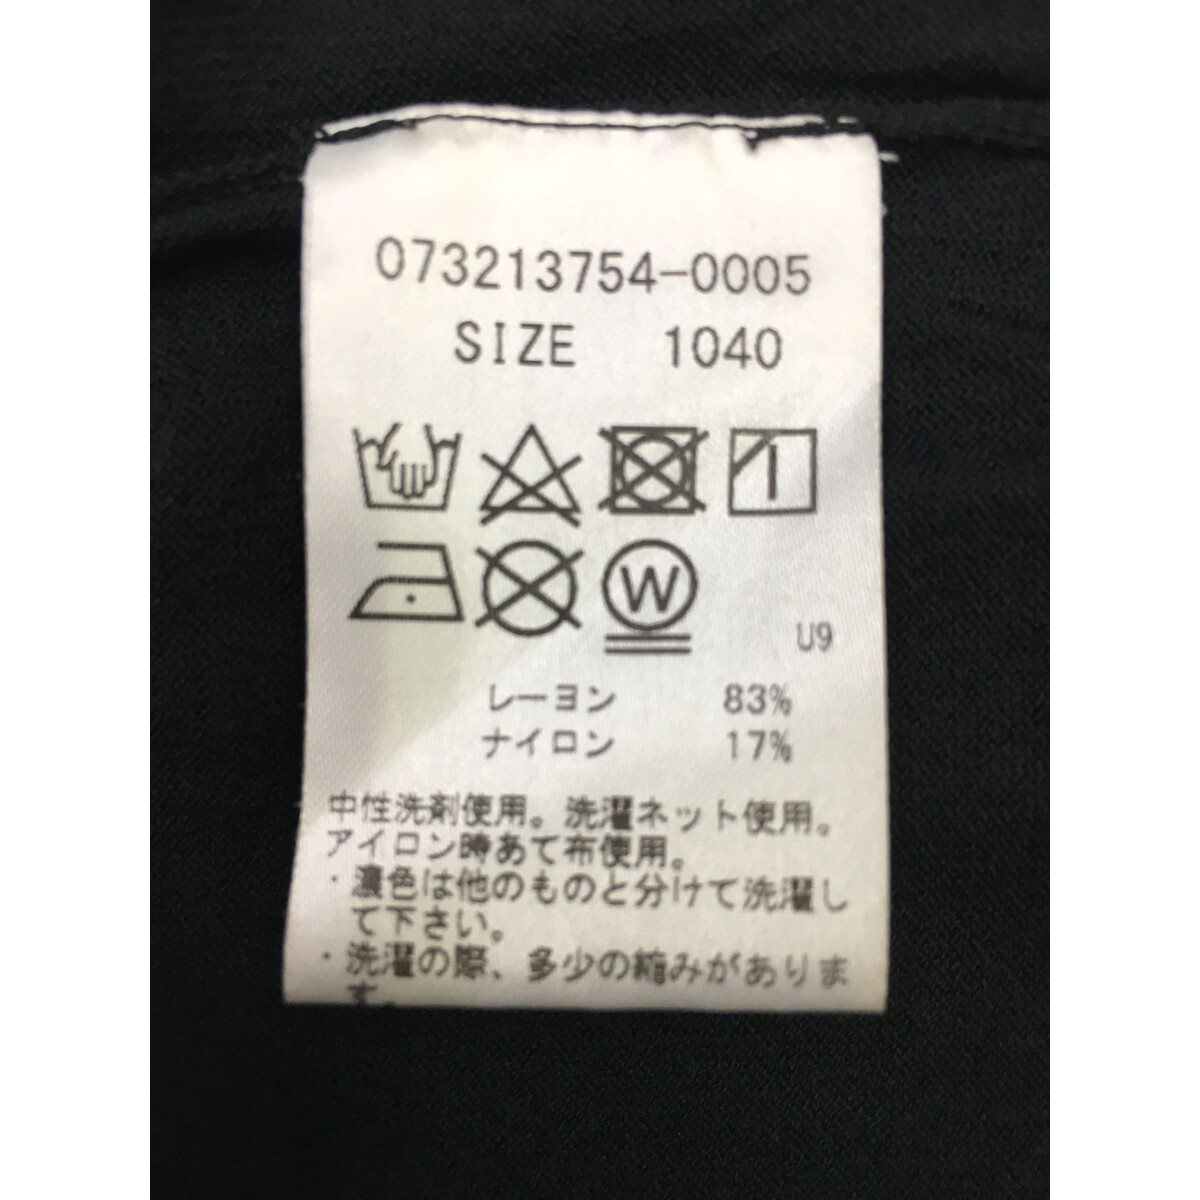 073213754-0005
SIZE 1040
W
U9
レーヨン 83%
ナイロン 17%
中性洗剤使用。洗濯ネット使用。
アイロン時あて布使用。
・濃色は他のものと分けて洗濯し
て下さい。
・洗濯の際、多少の縮みがありま
す。